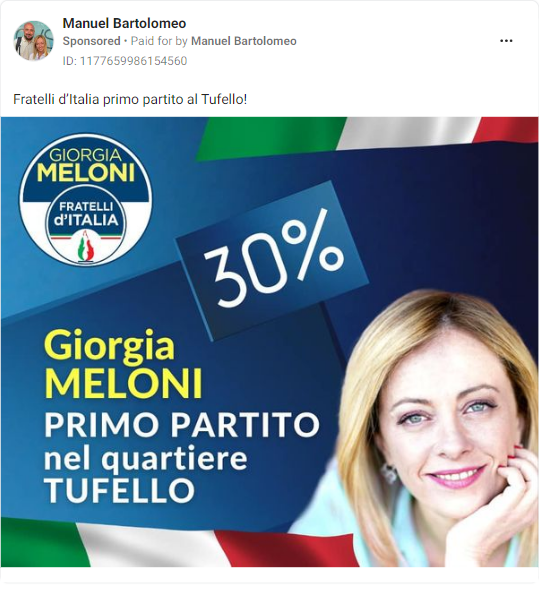 Manuel Bartolomeo
Sponsored • Paid for by Manuel Bartolomeo
ID: 1177659986154560
Fratelli d’Italia primo partito al Tufello!
GIORGIA
MELONI
FRATELLI
d'ITALIA
30%
Giorgia
MELONI
PRIMO PARTITO
nel quartiere
TUFELLO